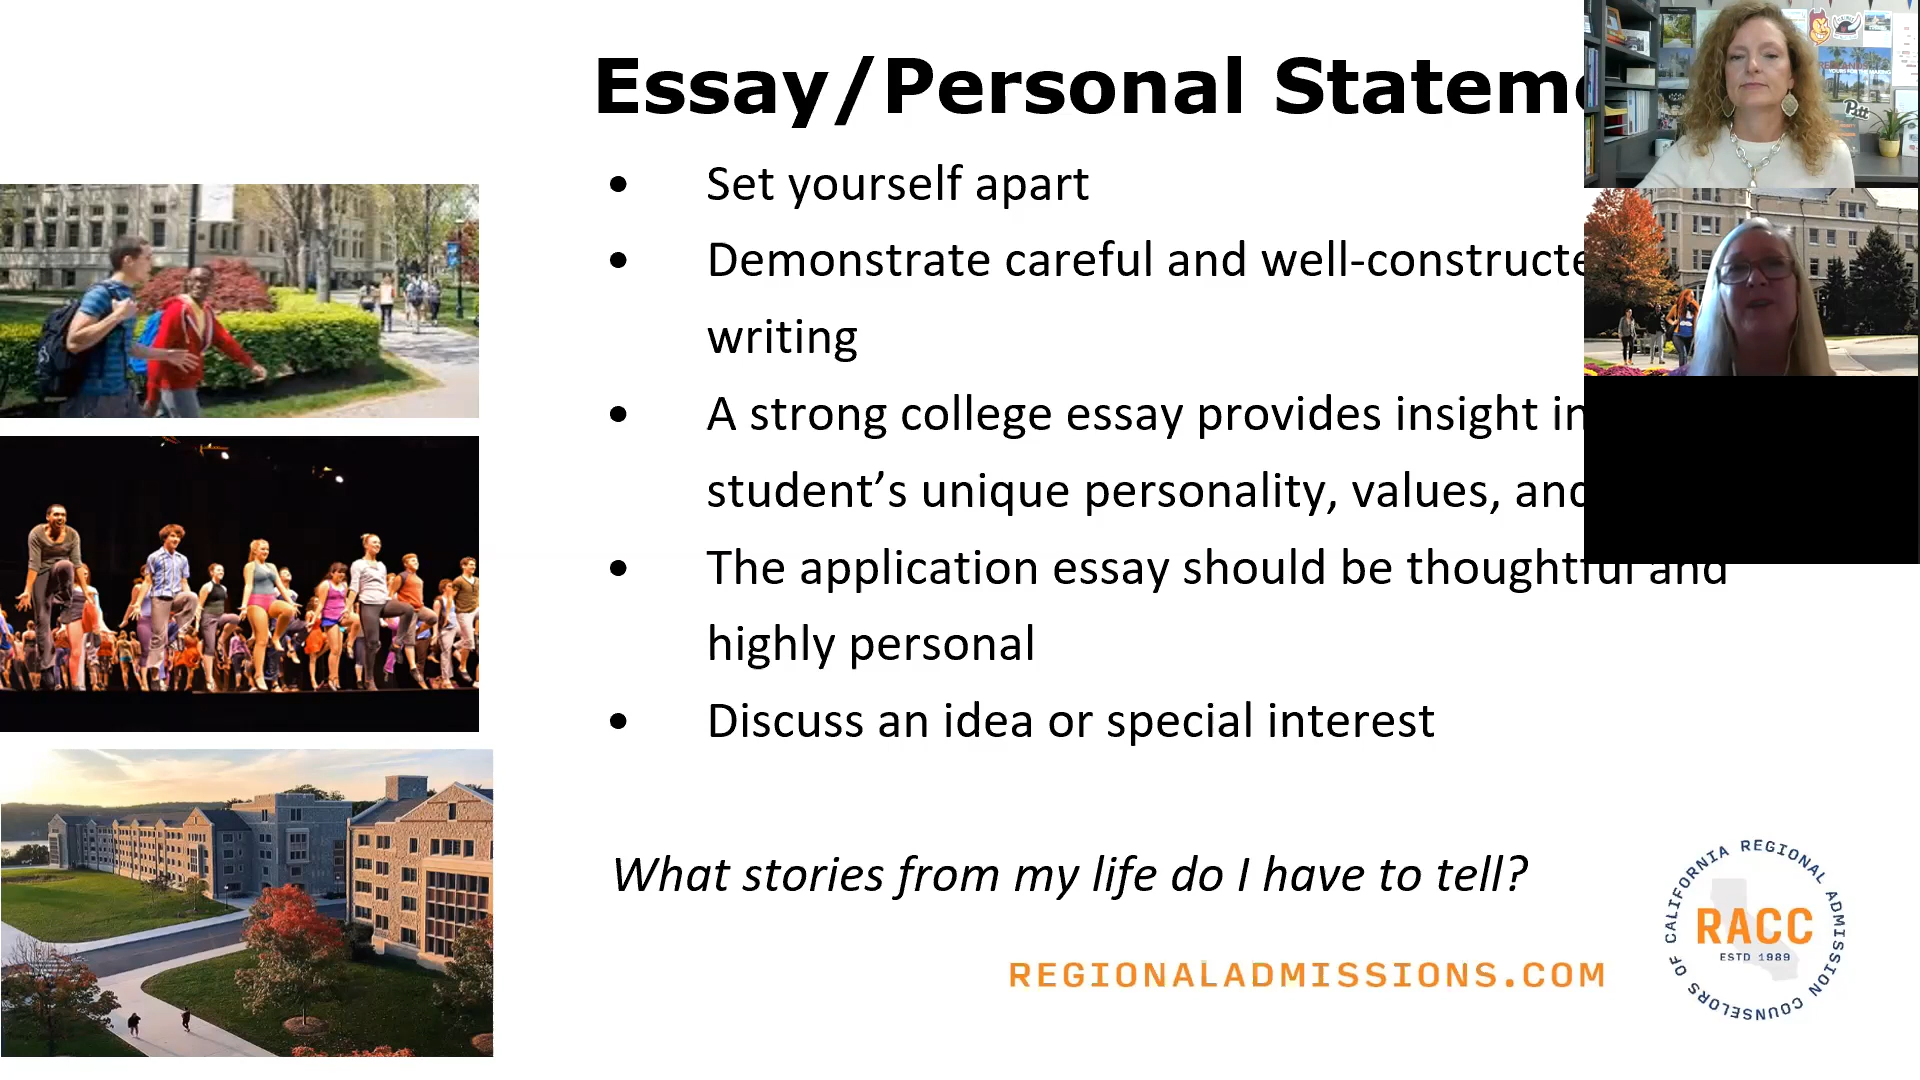 Essay/Personal Statem
• Set yourself apart
• Demonstrate careful and well-constructe
writing
• A strong college essay provides insight in
student’s unique personality, values, and
• The application essay should be thoughtful and
highly personal
• Discuss an idea or special interest
What stories from my life do I have to tell?
REGIONALADMISSIONS.COM
CALIFORNIA REGIONAL ADMISSION COUNSELORS OF
RACC
ESTD 1989
Pitt